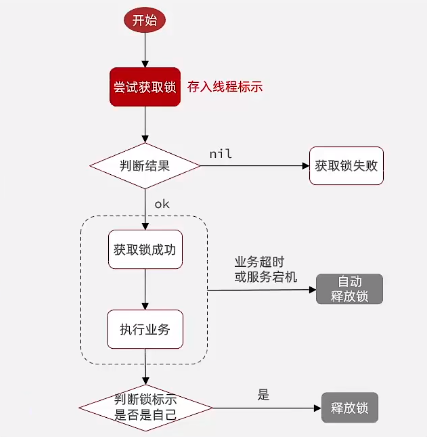 开始
尝试获取锁
存入线程标示
判断结果
nil
获取锁失败
ok
获取锁成功
业务超时
或服务宕机
自动
释放锁
执行业务
判断锁标示
是否是自己
是
释放锁